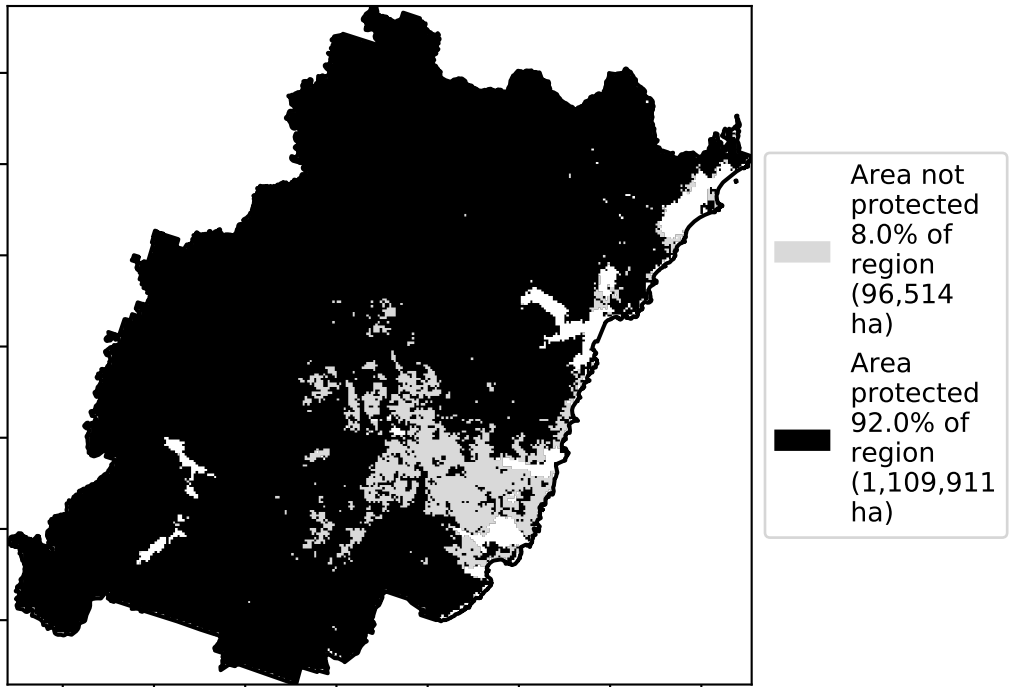 Area not
protected
8.0% of
region
(96,514
ha)
Area
protected
92.0% of
region
(1,109,911
ha)